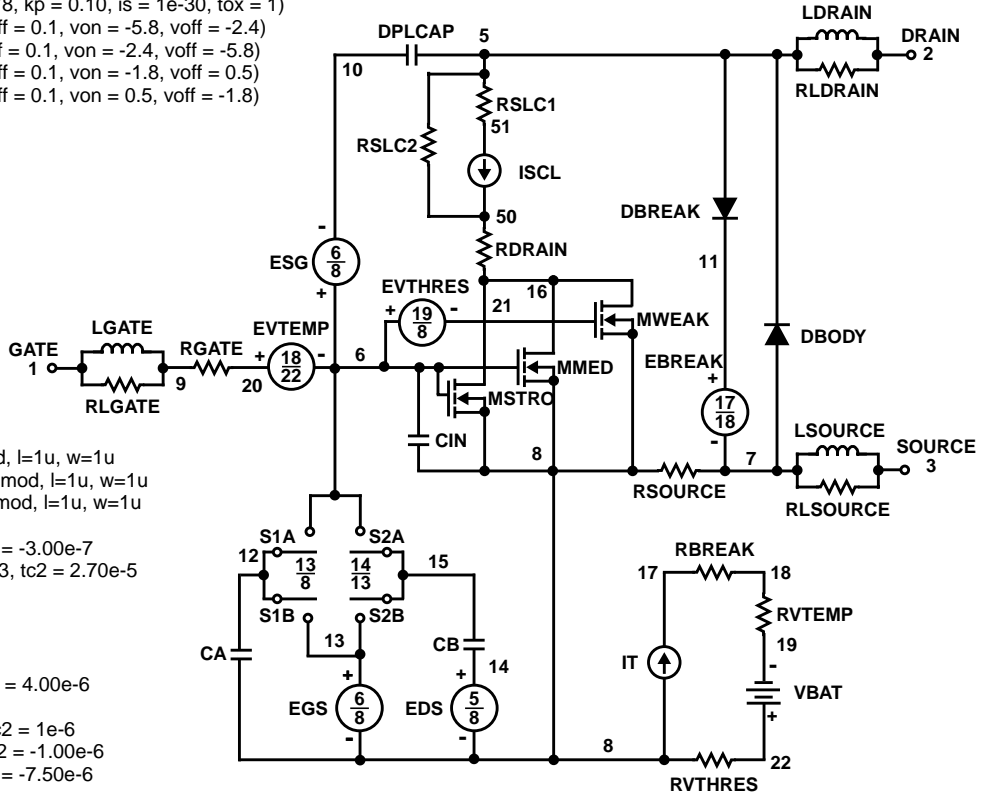 8, kp = 0.10, is = 1e-30, tox = 1)
ff = 0.1, von = -5.8, voff = -2.4)
f = 0.1, von = -2.4, voff = -5.8)
ff = 0.1, von = -1.8, voff = 0.5)
ff = 0.1, von = 0.5, voff = -1.8)
LDRAIN
DPLCAP 5 DRAIN
10 2
RSLC1 RLDRAIN
51
RSLC2
ISCL
DBREAK
50
ESG 6/8 RDRAIN
11
EVTHRES
16
21
19/8
MWEAK
DBODY
LGATE EVTEMP
GATE RGATE 6 MMED EBREAK
1
9 20 18/22
RLGATE MSTRO
17/18
CIN
LSOURCE
8 7 SOURCE
3
RSOURCE
RLSOURCE
d, l=1u, w=1u
mod, l=1u, w=1u
mod, l=1u, w=1u
= -3.00e-7
3, tc2 = 2.70e-5
S1A S2A
12 13/8 14/13 15
S1B S2B
13
CA CB
14
+ +
EGS 6/8 EDS 5/8
- -
RBREAK
17 18
RVTEMP
19
IT -
VBAT
+
8 22
RVTHRES
= 4.00e-6
c2 = 1e-6
2 = -1.00e-6
= -7.50e-6